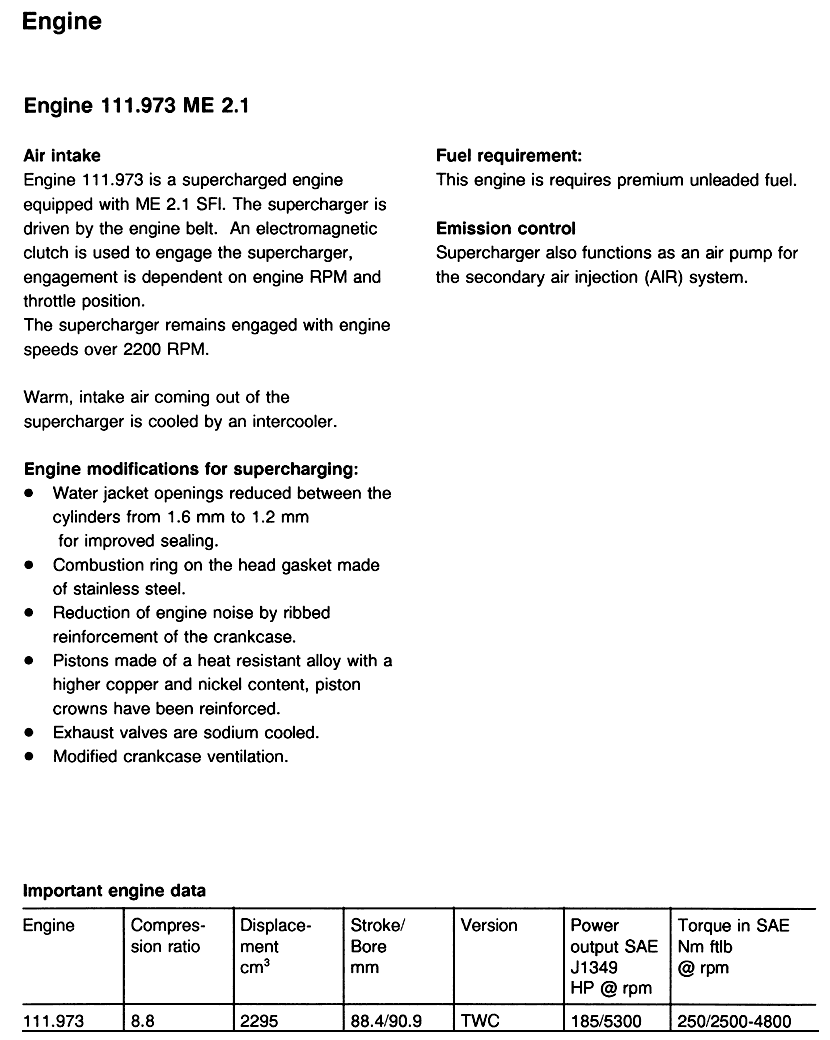 Engine
Engine 111.973 ME 2.1
Air intake
Engine 111.973 is a supercharged engine
equipped with ME 2.1 SFI. The supercharger is
driven by the engine belt. An electromagnetic
clutch is used to engage the supercharger,
engagement is dependent on engine RPM and
throttle position.
The supercharger remains engaged with engine
speeds over 2200 RPM.
Warm, intake air coming out of the
supercharger is cooled by an intercooler.
Engine modifications for supercharging:
● Water jacket openings reduced between the
cylinders from 1.6 mm to 1.2 mm
for improved sealing.
● Combustion ring on the head gasket made
of stainless steel.
● Reduction of engine noise by ribbed
reinforcement of the crankcase.
● Pistons made of a heat resistant alloy with a
higher copper and nickel content, piston
crowns have been reinforced.
● Exhaust valves are sodium cooled.
● Modified crankcase ventilation.
Fuel requirement:
This engine is requires premium unleaded fuel.
Emission control
Supercharger also functions as an air pump for
the secondary air injection (AIR) system.
Important engine data
Engine Compres- Displace- Stroke/ Version Power Torque in SAE
sion ratio ment Bore output SAE Nm ftlb
cm³ mm J1349 @ rpm
HP @ rpm
111.973 8.8 2295 88.4/90.9 TWC 185/5300 250/2500-4800